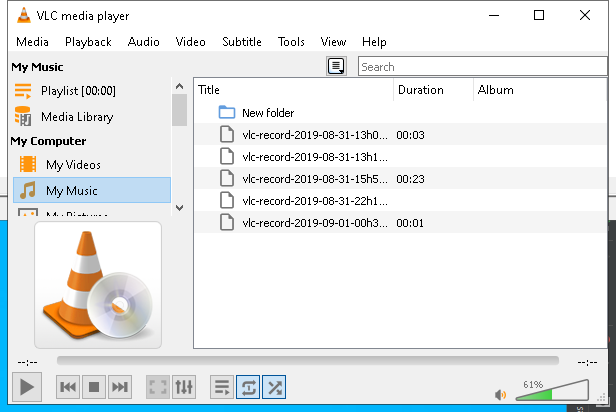 VLC media player
Media Playback Audio Video Subtitle Tools View Help
My Music
Search
Playlist [00:00]
Media Library
My Computer
My Videos
My Music
My Pictures
Title Duration Album
New folder
vlc-record-2019-08-31-13h0... 00:03
vlc-record-2019-08-31-13h1...
vlc-record-2019-08-31-15h5... 00:23
vlc-record-2019-08-31-22h1...
vlc-record-2019-09-01-00h3... 00:01
--:-- --:--
61%